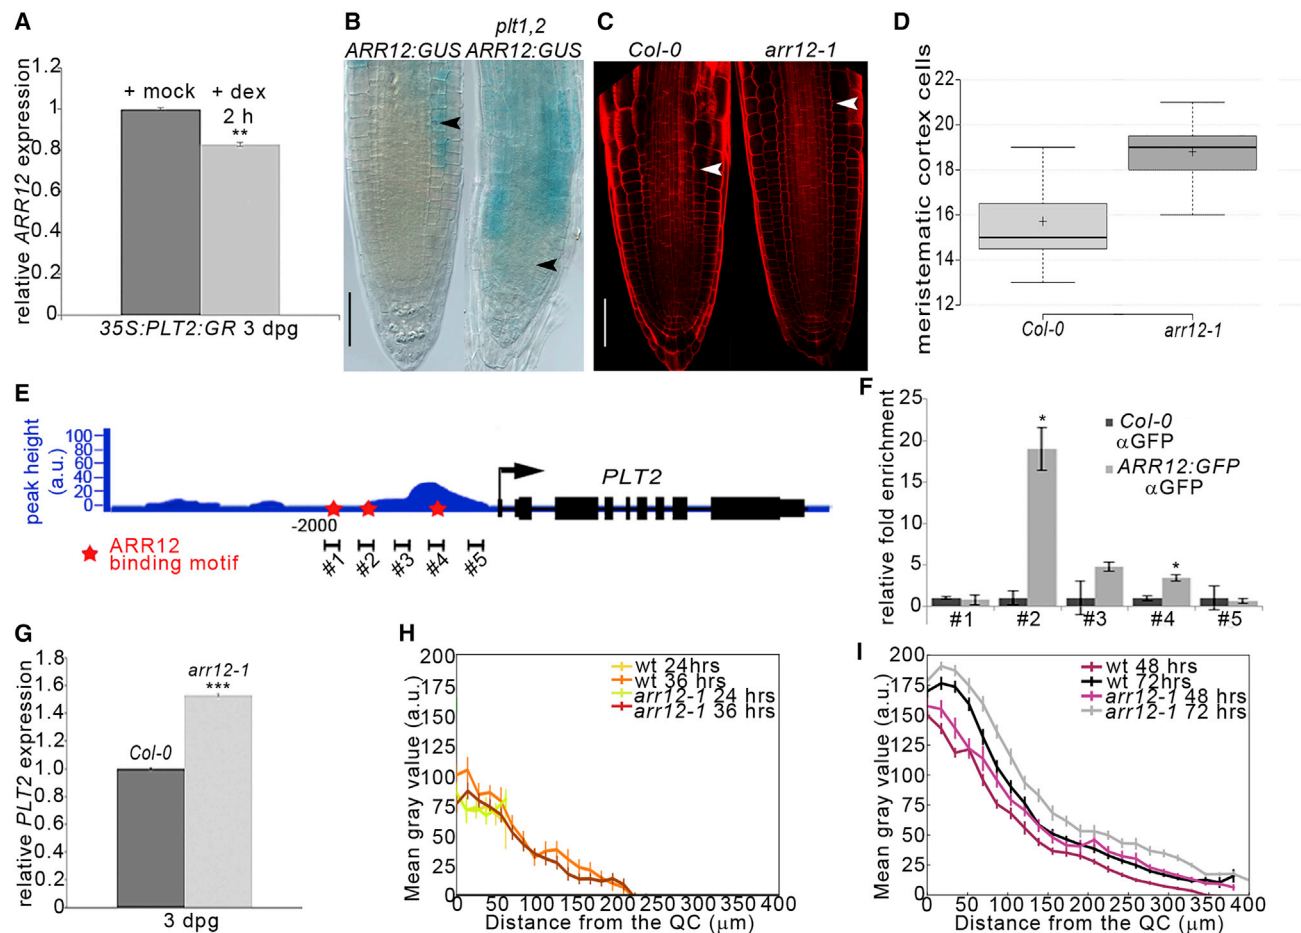 A
relative ARR12 expression
1.2
1
0.8
0.6
0.4
0.2
0
+ mock
+ dex
2 h
**
35S:PLT2:GR 3 dpg
B
ARR12:GUS
plt1,2
ARR12:GUS
C
Col-0
arr12-1
D
meristematic cortex cells
22
20
18
16
14
12
Col-0
arr12-1
E
peak height
(a.u.)
100
80
60
40
20
0
-2000
PLT2
ARR12
binding motif
#1
#2
#3
#4
#5
F
relative fold enrichment
25
20
15
10
5
0
*
*
Col-0
αGFP
ARR12:GFP
αGFP
#1
#2
#3
#4
#5
G
relative PLT2 expression
1.8
1.6
1.4
1.2
1.0
0.8
0.6
0.4
0.2
0
Col-0
arr12-1
***
3 dpg
H
Mean gray value (a.u.)
200
175
150
125
100
75
50
25
0
wt 24hrs
wt 36 hrs
arr12-1 24 hrs
arr12-1 36 hrs
0 50 100 150 200 250 300 350 400
Distance from the QC (µm)
I
Mean gray value (a.u.)
200
175
150
125
100
75
50
25
0
wt 48 hrs
wt 72hrs
arr12-1 48 hrs
arr12-1 72 hrs
0 50 100 150 200 250 300 350 400
Distance from the QC (µm)